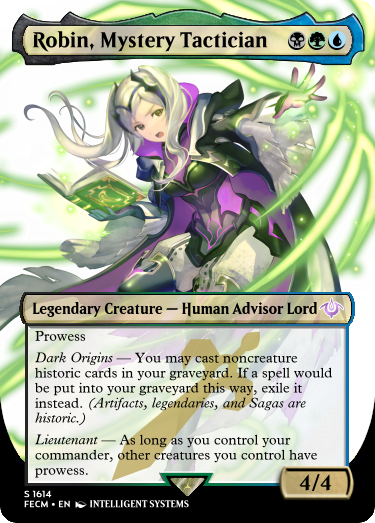 Robin, Mystery Tactician
Legendary Creature — Human Advisor Lord
Prowess
Dark Origins — You may cast noncreature
historic cards in your graveyard. If a spell would
be put into your graveyard this way, exile it
instead. (Artifacts, legendaries, and Sagas are
historic.)
Lieutenant — As long as you control your
commander, other creatures you control have
prowess.
4/4
S 1614
FECM • EN INTELLIGENT SYSTEMS